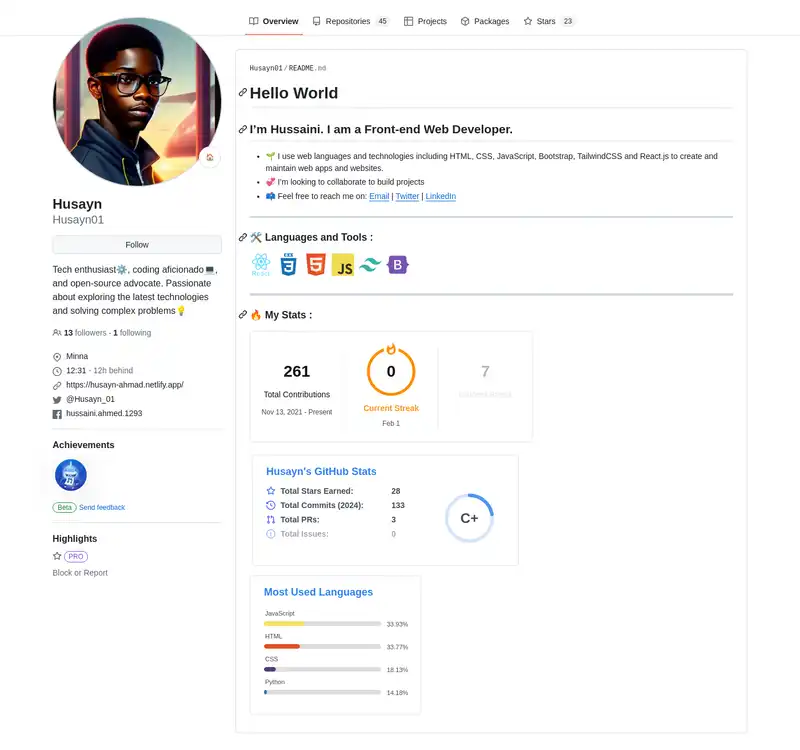 Overview Repositories 45 Projects Packages Stars 23
Husayn
Husayn01
Follow
Tech enthusiast⚙️, coding aficionado💻,
and open-source advocate. Passionate
about exploring the latest technologies
and solving complex problems💡
13 followers · 1 following
Minna
12:31 - 12h behind
https://husayn-ahmad.netlify.app/
@Husayn_01
hussaini.ahmed.1293
Achievements
Beta Send feedback
Highlights
PRO
Block or Report
Husayn01/README.md
Hello World
I'm Hussaini. I am a Front-end Web Developer.
🌱 I use web languages and technologies including HTML, CSS, JavaScript, Bootstrap, TailwindCSS and React.js to create and
maintain web apps and websites.
💞️ I'm looking to collaborate to build projects
📫 Feel free to reach me on: Email | Twitter | LinkedIn
🛠️ Languages and Tools :
React 3 5 JS B
🔥 My Stats :
261 0 7
Total Contributions
Current Streak
Nov 13, 2021 - Present
Feb 1
Husayn's GitHub Stats
Total Stars Earned: 28
Total Commits (2024): 133
Total PRs: 3
Total Issues: 0
C+
Most Used Languages
JavaScript
33.93%
HTML
33.77%
CSS
18.13%
Python
14.18%